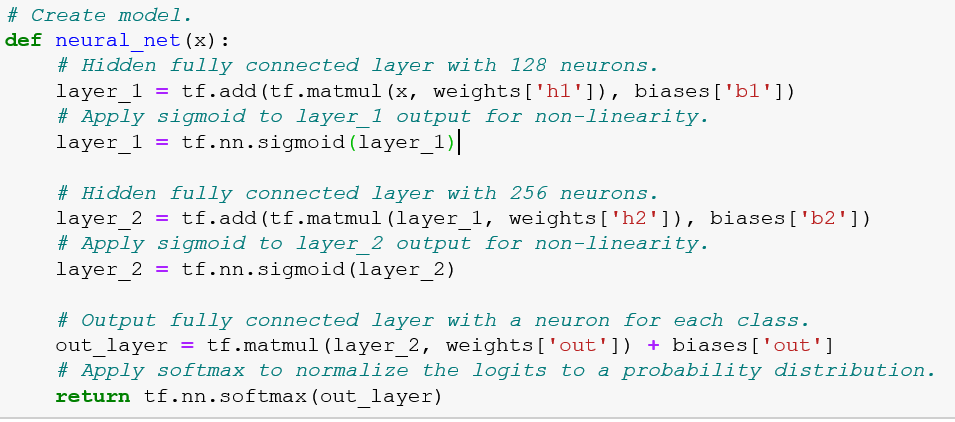 # Create model.
def neural_net(x):
    # Hidden fully connected layer with 128 neurons.
    layer_1 = tf.add(tf.matmul(x, weights['h1']), biases['b1'])
    # Apply sigmoid to layer_1 output for non-linearity.
    layer_1 = tf.nn.sigmoid(layer_1)
    # Hidden fully connected layer with 256 neurons.
    layer_2 = tf.add(tf.matmul(layer_1, weights['h2']), biases['b2'])
    # Apply sigmoid to layer_2 output for non-linearity.
    layer_2 = tf.nn.sigmoid(layer_2)
    # Output fully connected layer with a neuron for each class.
    out_layer = tf.matmul(layer_2, weights['out']) + biases['out']
    # Apply softmax to normalize the logits to a probability distribution.
    return tf.nn.softmax(out_layer)